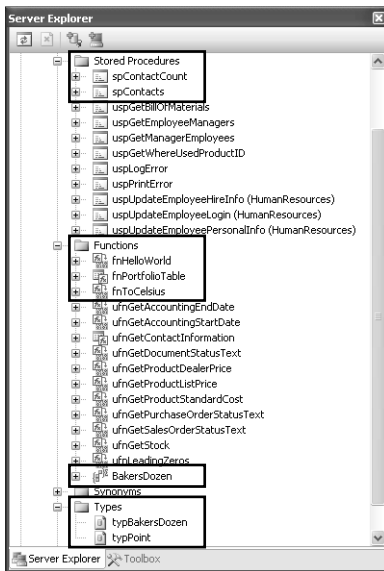 Server Explorer
Stored Procedures
spContactCount
spContacts
uspGetBillOfMaterials
uspGetEmployeeManagers
uspGetManagerEmployees
uspGetWhereUsedProductID
uspLogError
uspPrintError
uspUpdateEmployeeHireInfo (HumanResources)
uspUpdateEmployeeLogin (HumanResources)
uspUpdateEmployeePersonalInfo (HumanResources)
Functions
fnHelloWorld
fnPortfolioTable
fnToCelsius
ufnGetAccountingEndDate
ufnGetAccountingStartDate
ufnGetContactInformation
ufnGetDocumentStatusText
ufnGetProductDealerPrice
ufnGetProductListPrice
ufnGetProductStandardCost
ufnGetPurchaseOrderStatusText
ufnGetSalesOrderStatusText
ufnGetStock
ufnLeadingZeros
BakersDozen
Synonyms
Types
typBakersDozen
typPoint
Server Explorer Toolbox